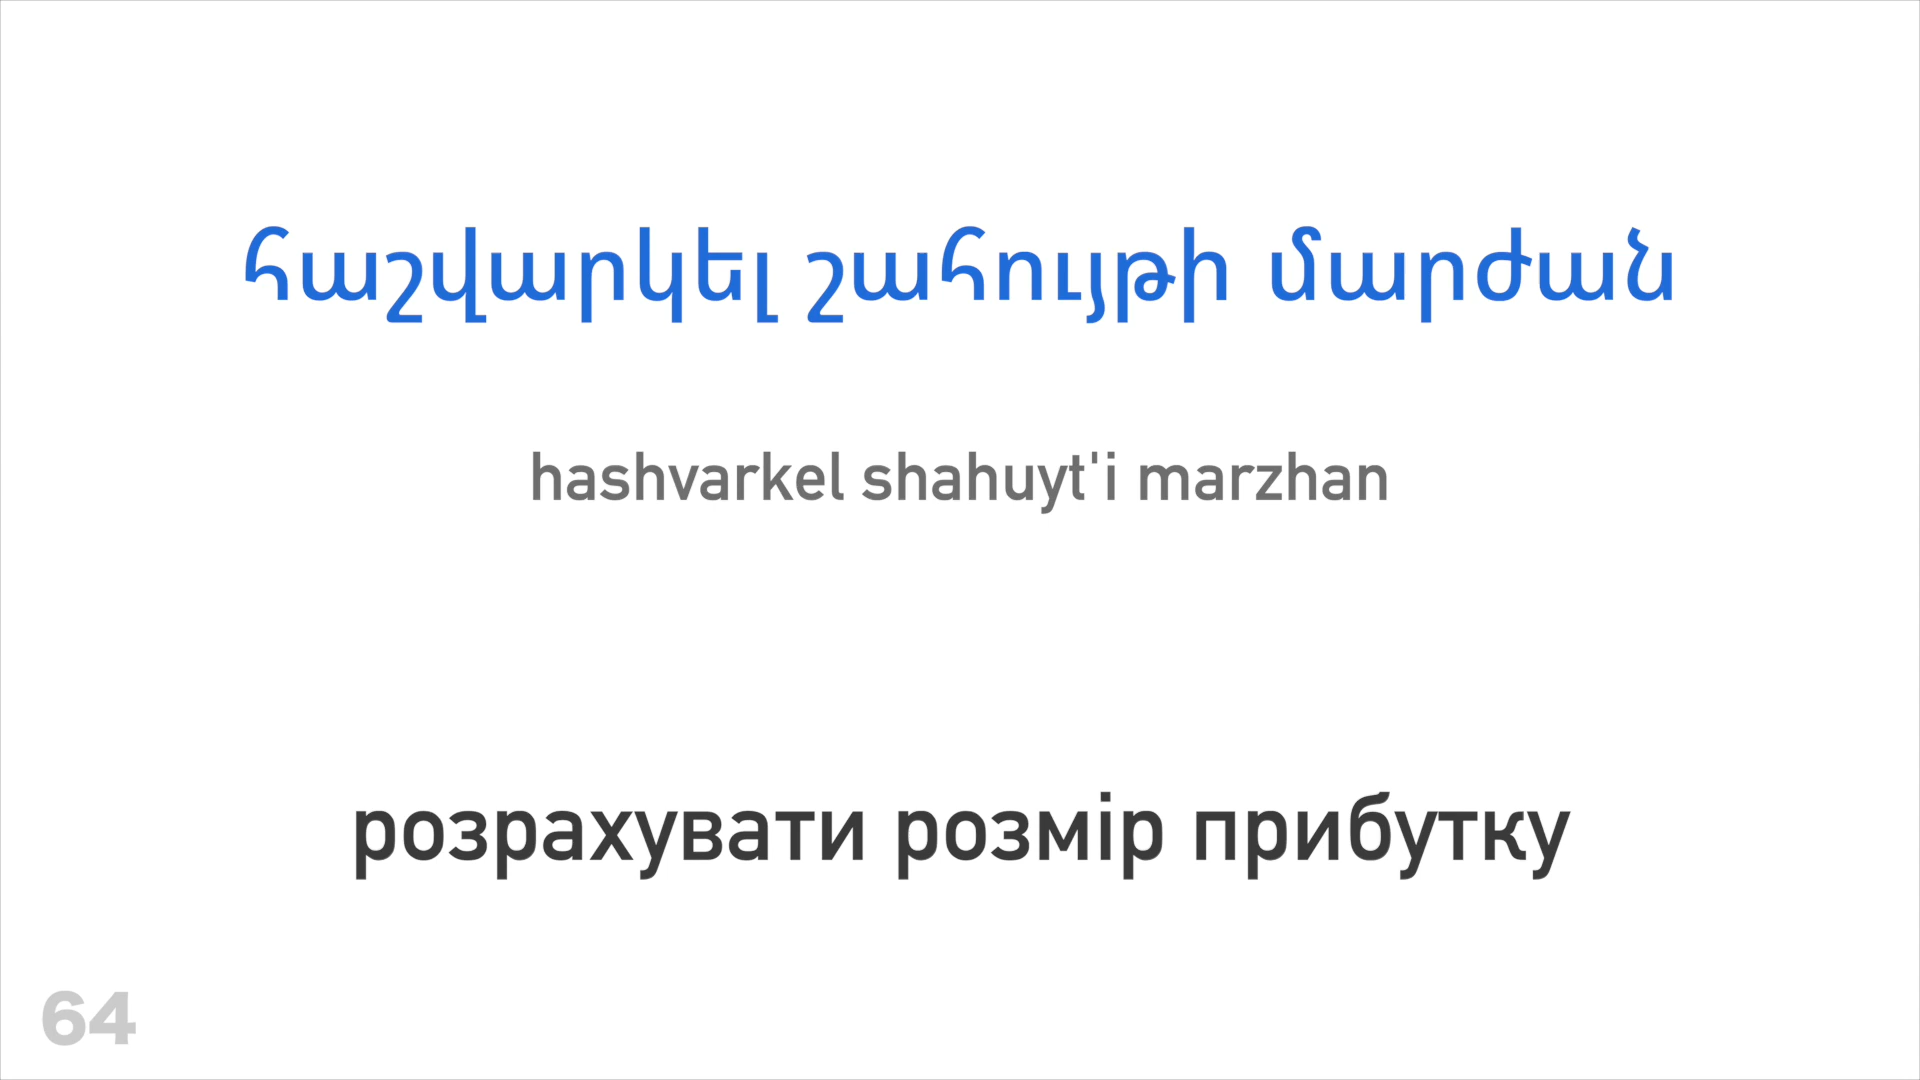 հաշվարկել շահույթի մարժան
hashvarkel shahuyt'i marzhan
розрахувати розмір прибутку
64